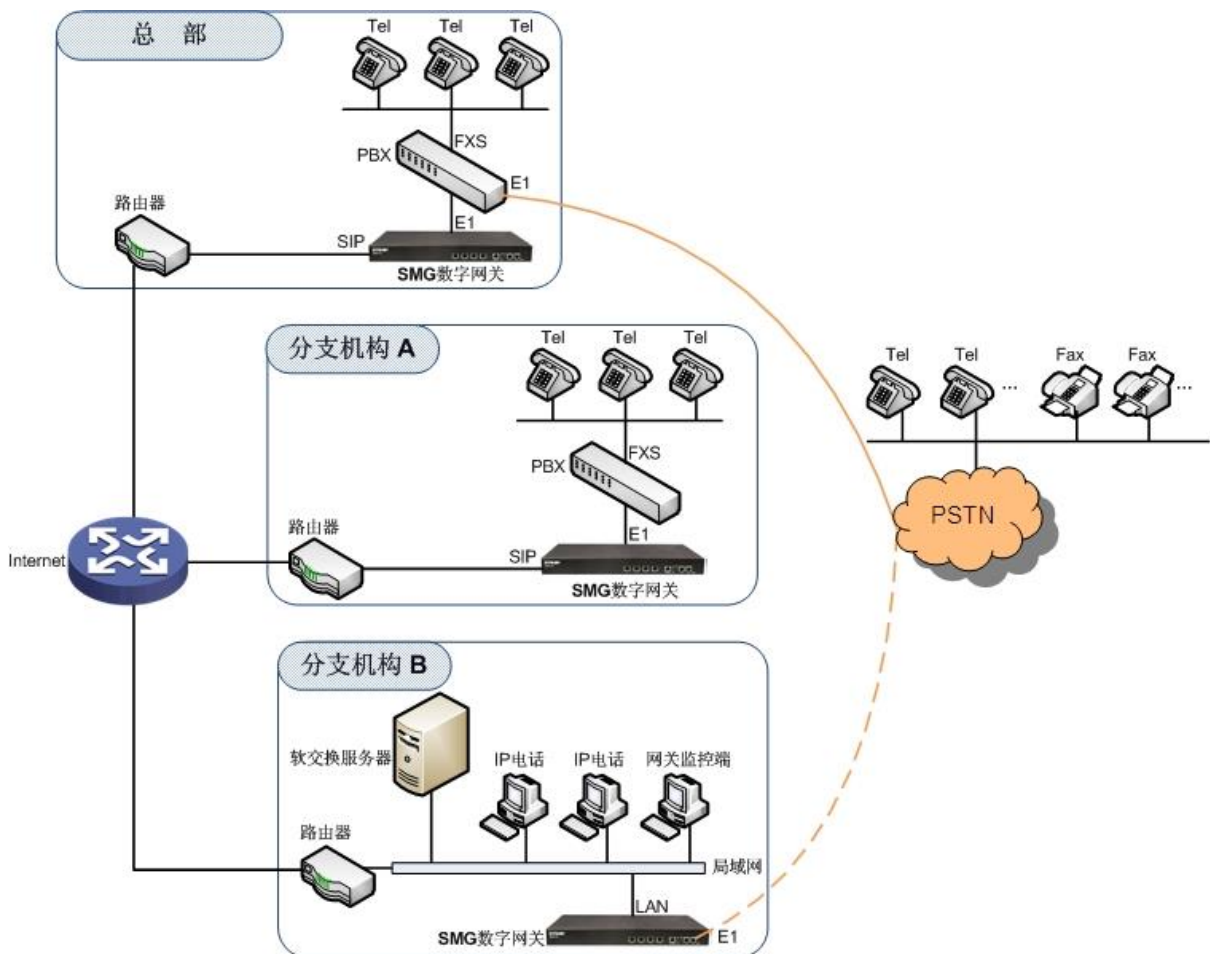 总 部
Tel Tel Tel
FXS
PBX
E1
E1
路由器
SIP
SMG数字网关
分支机构 A
Tel Tel Tel
FXS
PBX
E1
路由器
SIP
SMG数字网关
Internet
Tel Tel ... Fax Fax ...
PSTN
分支机构 B
软交换服务器
IP电话 IP电话 网关监控端
路由器
局域网
LAN
SMG数字网关
E1